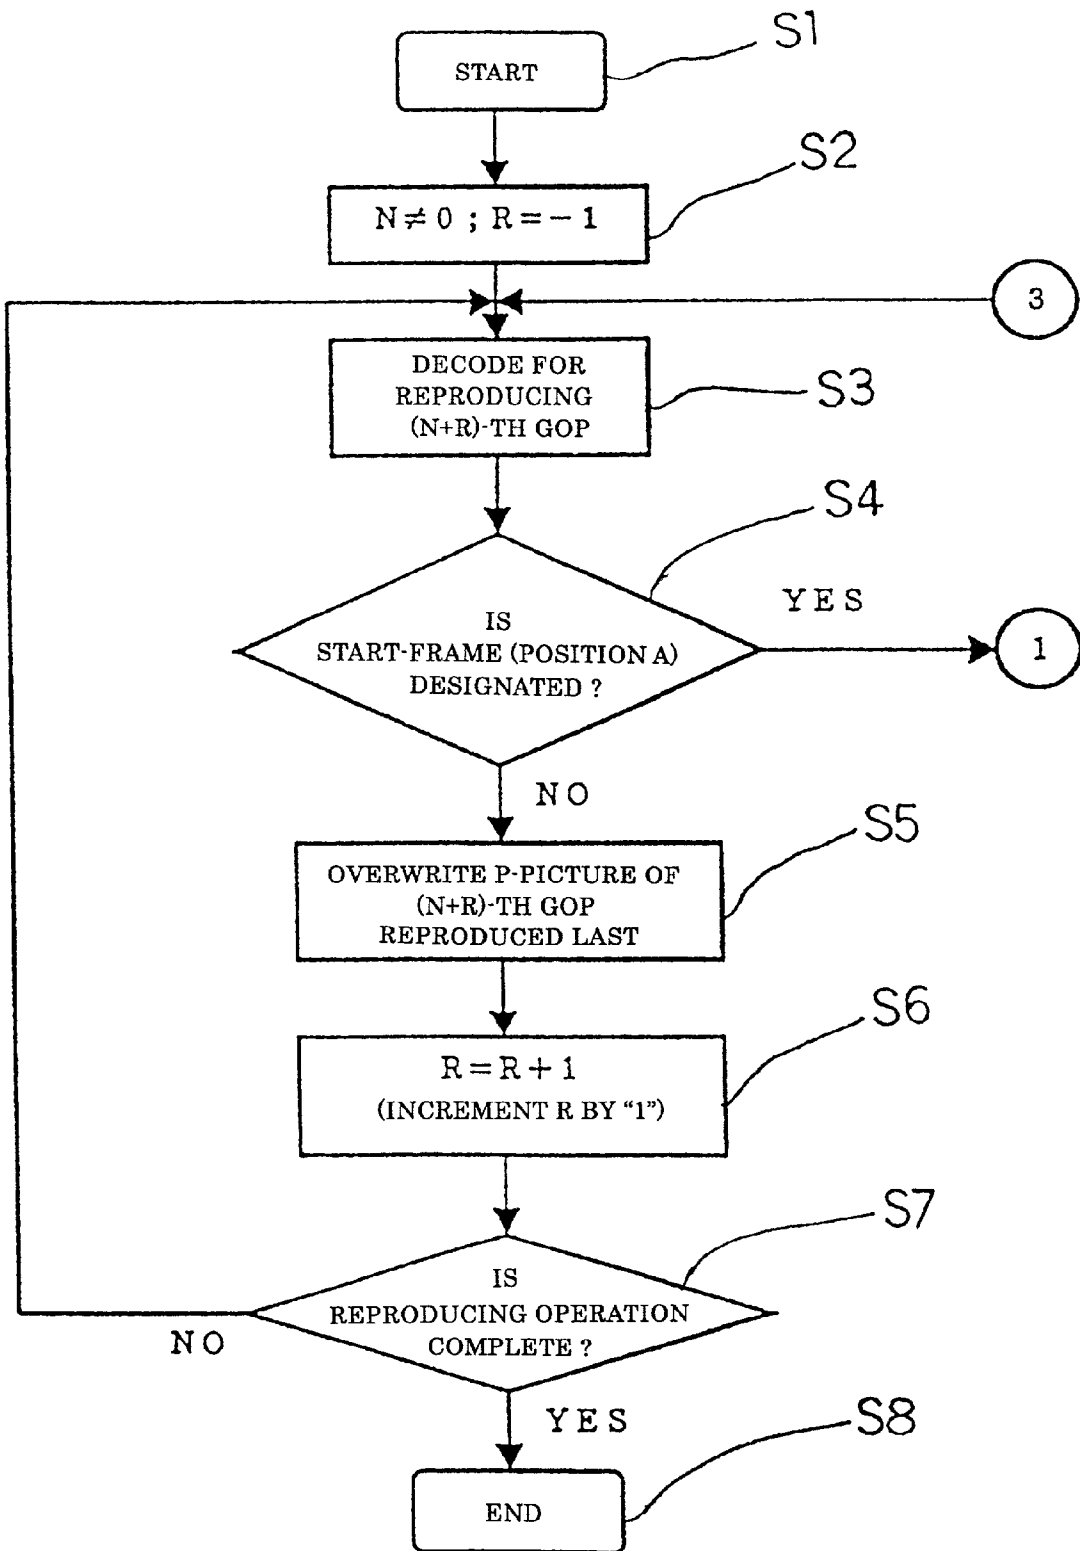 START
S1
N≠0 ; R=−1
S2
3
DECODE FOR
REPRODUCING
(N+R)-TH GOP
S3
IS
START-FRAME (POSITION A)
DESIGNATED ?
S4
YES
1
NO
OVERWRITE P-PICTURE OF
(N+R)-TH GOP
REPRODUCED LAST
S5
R=R+1
(INCREMENT R BY “1”)
S6
IS
REPRODUCING OPERATION
COMPLETE ?
S7
NO
YES
END
S8